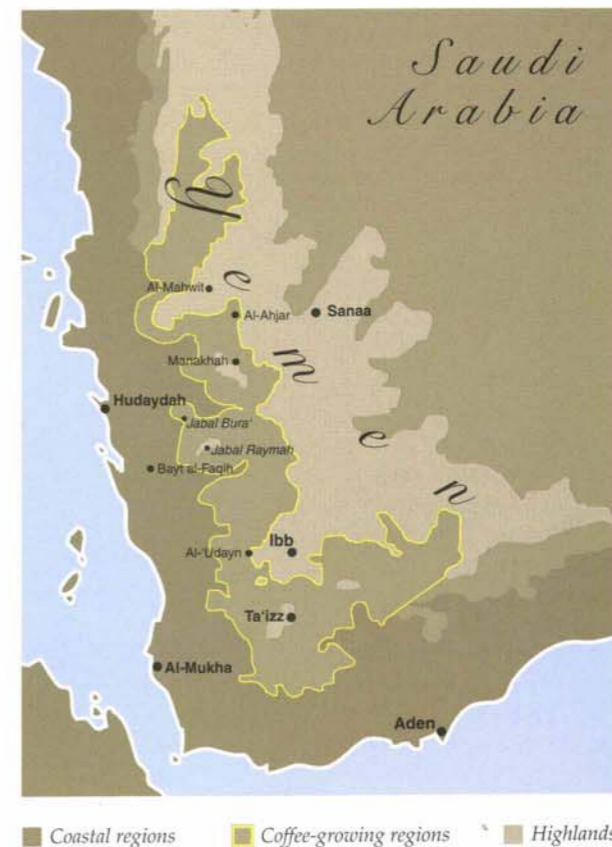 Saudi
Arabia
Yemen
Al-Mahwit
Al-Ahjar
Sanaa
Manakhah
Hudaydah
Jabal Bura'
Jabal Raymah
Bayt al-Faqih
Al-'Udayn
Ibb
Ta'izz
Al-Mukha
Aden
Coastal regions
Coffee-growing regions
Highlands